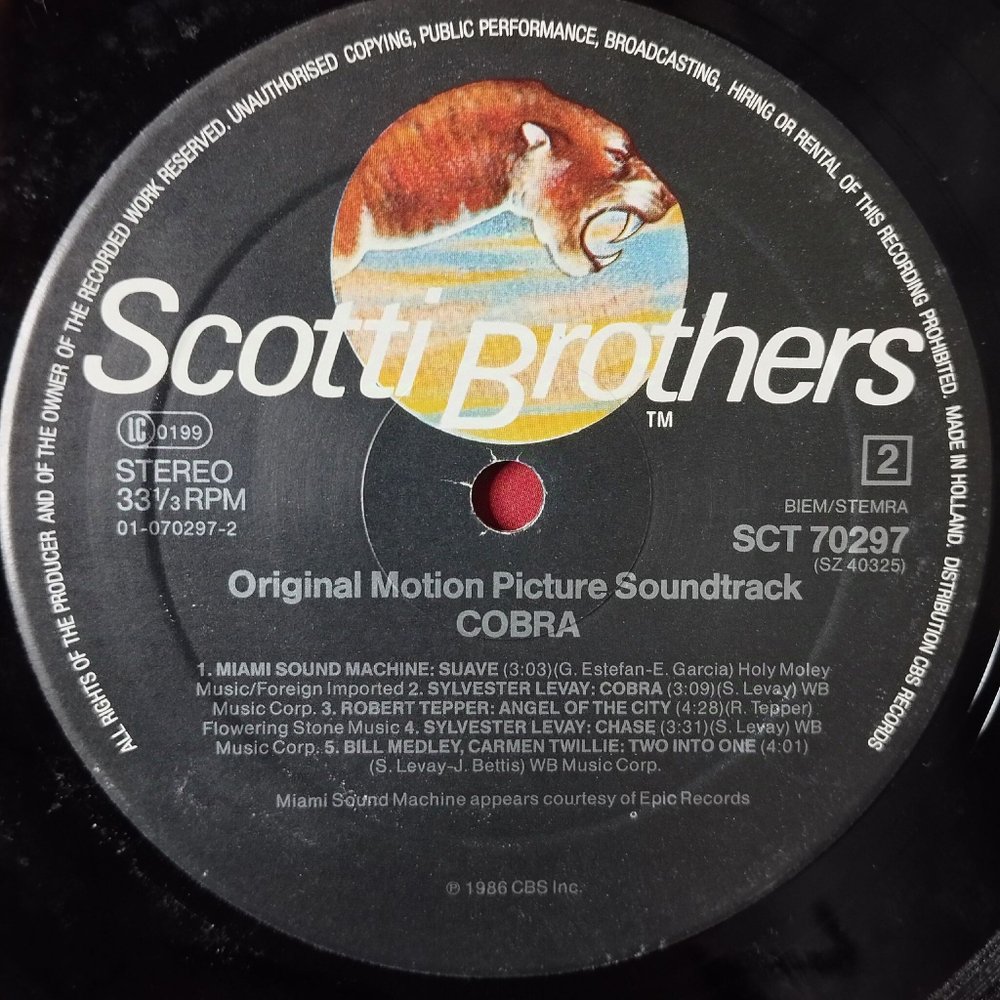 ALL RIGHTS OF THE PRODUCER AND OF THE OWNER OF THE RECORDED WORK RESERVED. UNAUTHORISED COPYING, PUBLIC PERFORMANCE, BROADCASTING, HIRING OR RENTAL OF THIS RECORDING PROHIBITED. MADE IN HOLLAND. DISTRIBUTION CBS RECORDS
Scotti Brothers
TM
LC 0199
STEREO
33⅓ RPM
01-070297-2
2
BIEM/STEMRA
SCT 70297
(SZ 40325)
Original Motion Picture Soundtrack
COBRA
1. MIAMI SOUND MACHINE: SUAVE (3:03)(G. Estefan-E. Garcia) Holy Moley
Music/Foreign Imported 2. SYLVESTER LEVAY: COBRA (3:09)(S. Levay) WB
Music Corp. 3. ROBERT TEPPER: ANGEL OF THE CITY (4:28)(R. Tepper)
Flowering Stone Music 4. SYLVESTER LEVAY: CHASE (3:31)(S. Levay) WB
Music Corp. 5. BILL MEDLEY, CARMEN TWILLIE: TWO INTO ONE (4:01)
(S. Levay-J. Bettis) WB Music Corp.
Miami Sound Machine appears courtesy of Epic Records
℗ 1986 CBS Inc.